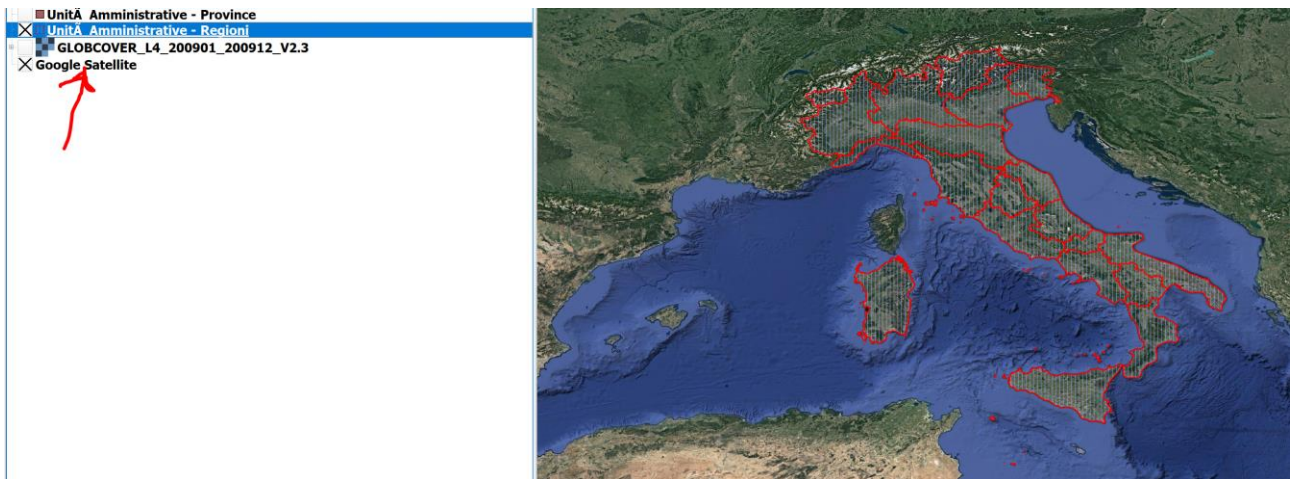 UnitÃ Amministrative - Province
UnitÃ Amministrative - Regioni
GLOBCOVER_L4_200901_200912_V2.3
Google Satellite